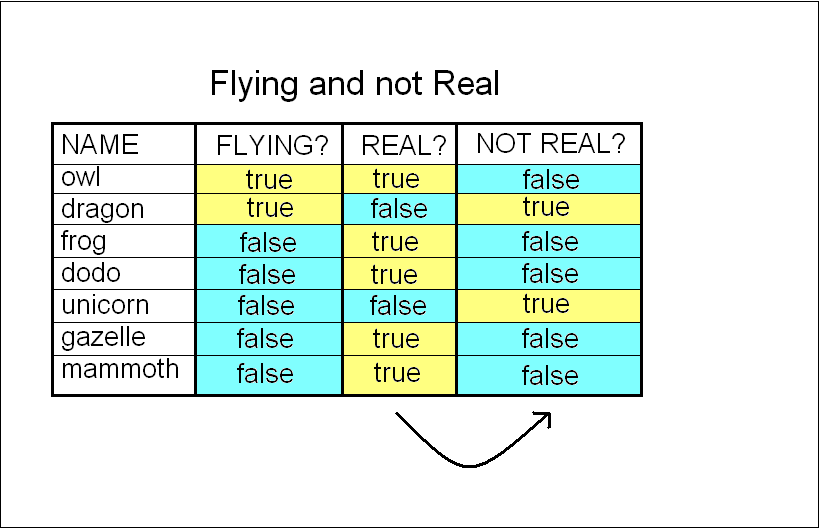 Flying and not Real
NAME FLYING? REAL? NOT REAL?
owl true true false
dragon true false true
frog false true false
dodo false true false
unicorn false false true
gazelle false true false
mammoth false true false